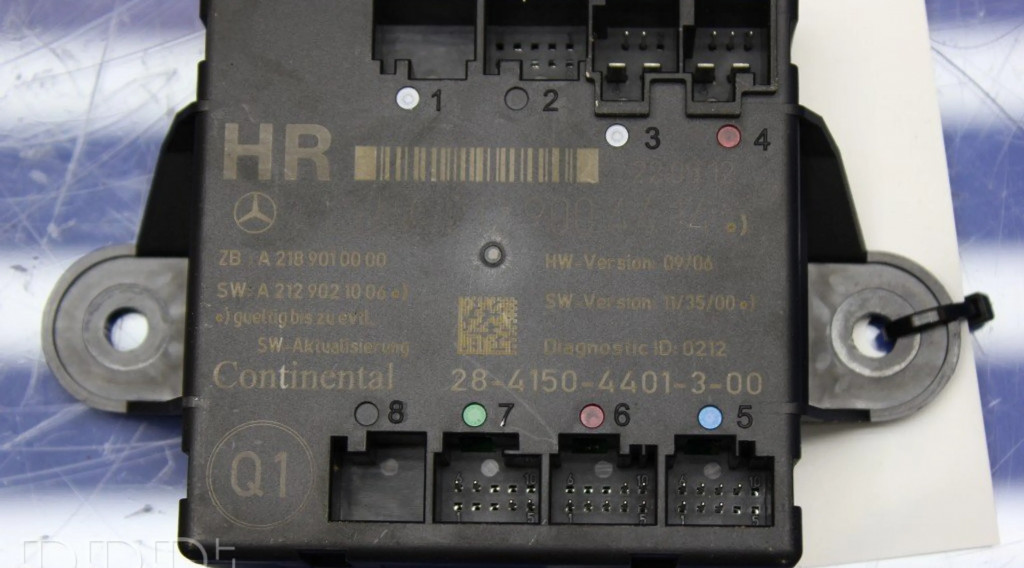 1 2
3 4
HR
ZB : A 218 901 00 00
HW-Version 09/06
SW: A 212 902 10 06 o)
SW-Version 11/35/00 o)
o) gueltig bis zu evtl.
SW-Aktualisierung
Diagnostic ID: 0212
Continental
28-4150-4401-3-00
8 7 6 5
Q1